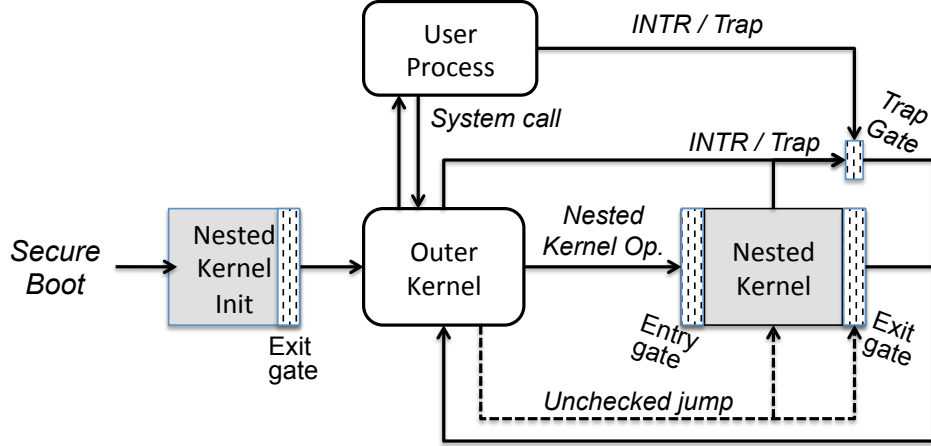 User
Process
INTR / Trap
System call
INTR / Trap
Trap
Gate
Secure
Boot
Nested
Kernel
Init
Exit
gate
Outer
Kernel
Nested
Kernel Op.
Entry
gate
Nested
Kernel
Exit
gate
Unchecked jump